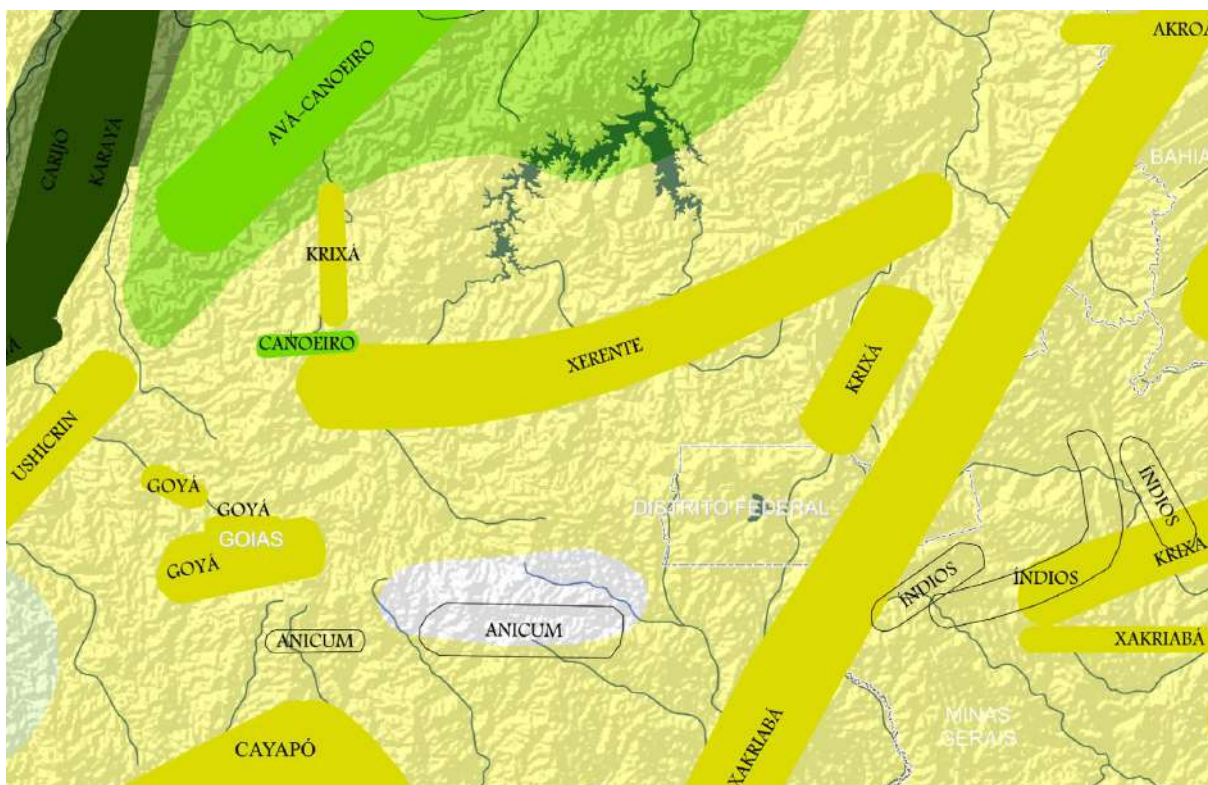 AKROÁ
AVÁ-CANOEIRO
CARIJO
KARAYÁ
BAHIA
KRIXÁ
CANOEIRO
XERENTE
KRIXÁ
USHICRIN
GOYÁ
GOYÁ
GOIAS
GOYÁ
DISTRITO FEDERAL
ÍNDIOS
KRIXÁ
ÍNDIOS
ÍNDIOS
ANICUM
ANICUM
XAKRIABÁ
MINAS
GERAIS
CAYAPÓ
XAKRIABÁ